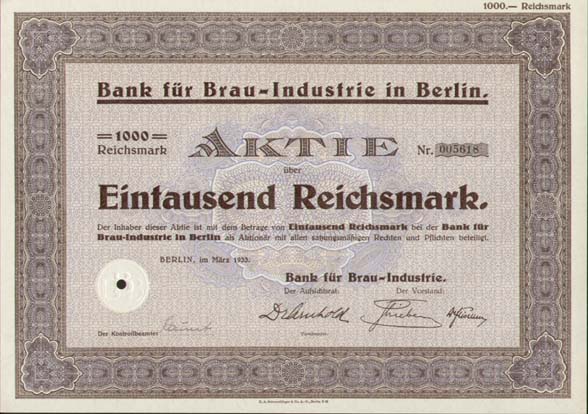 1000.— Reichsmark
Bank für Brau-Industrie in Berlin.
=1000=
Reichsmark
AKTIE
Nr. 005618
über
Eintausend Reichsmark.
Der Inhaber dieser Aktie ist mit dem Betrage von Eintausend Reichsmark bei der Bank für
Brau-Industrie in Berlin als Aktionär mit allen satzungsmäßigen Rechten und Pflichten beteiligt.
BERLIN, im März 1933.
Bank für Brau-Industrie.
Der Aufsichtsrat:
Der Vorstand:
Der Kontrollbeamte: